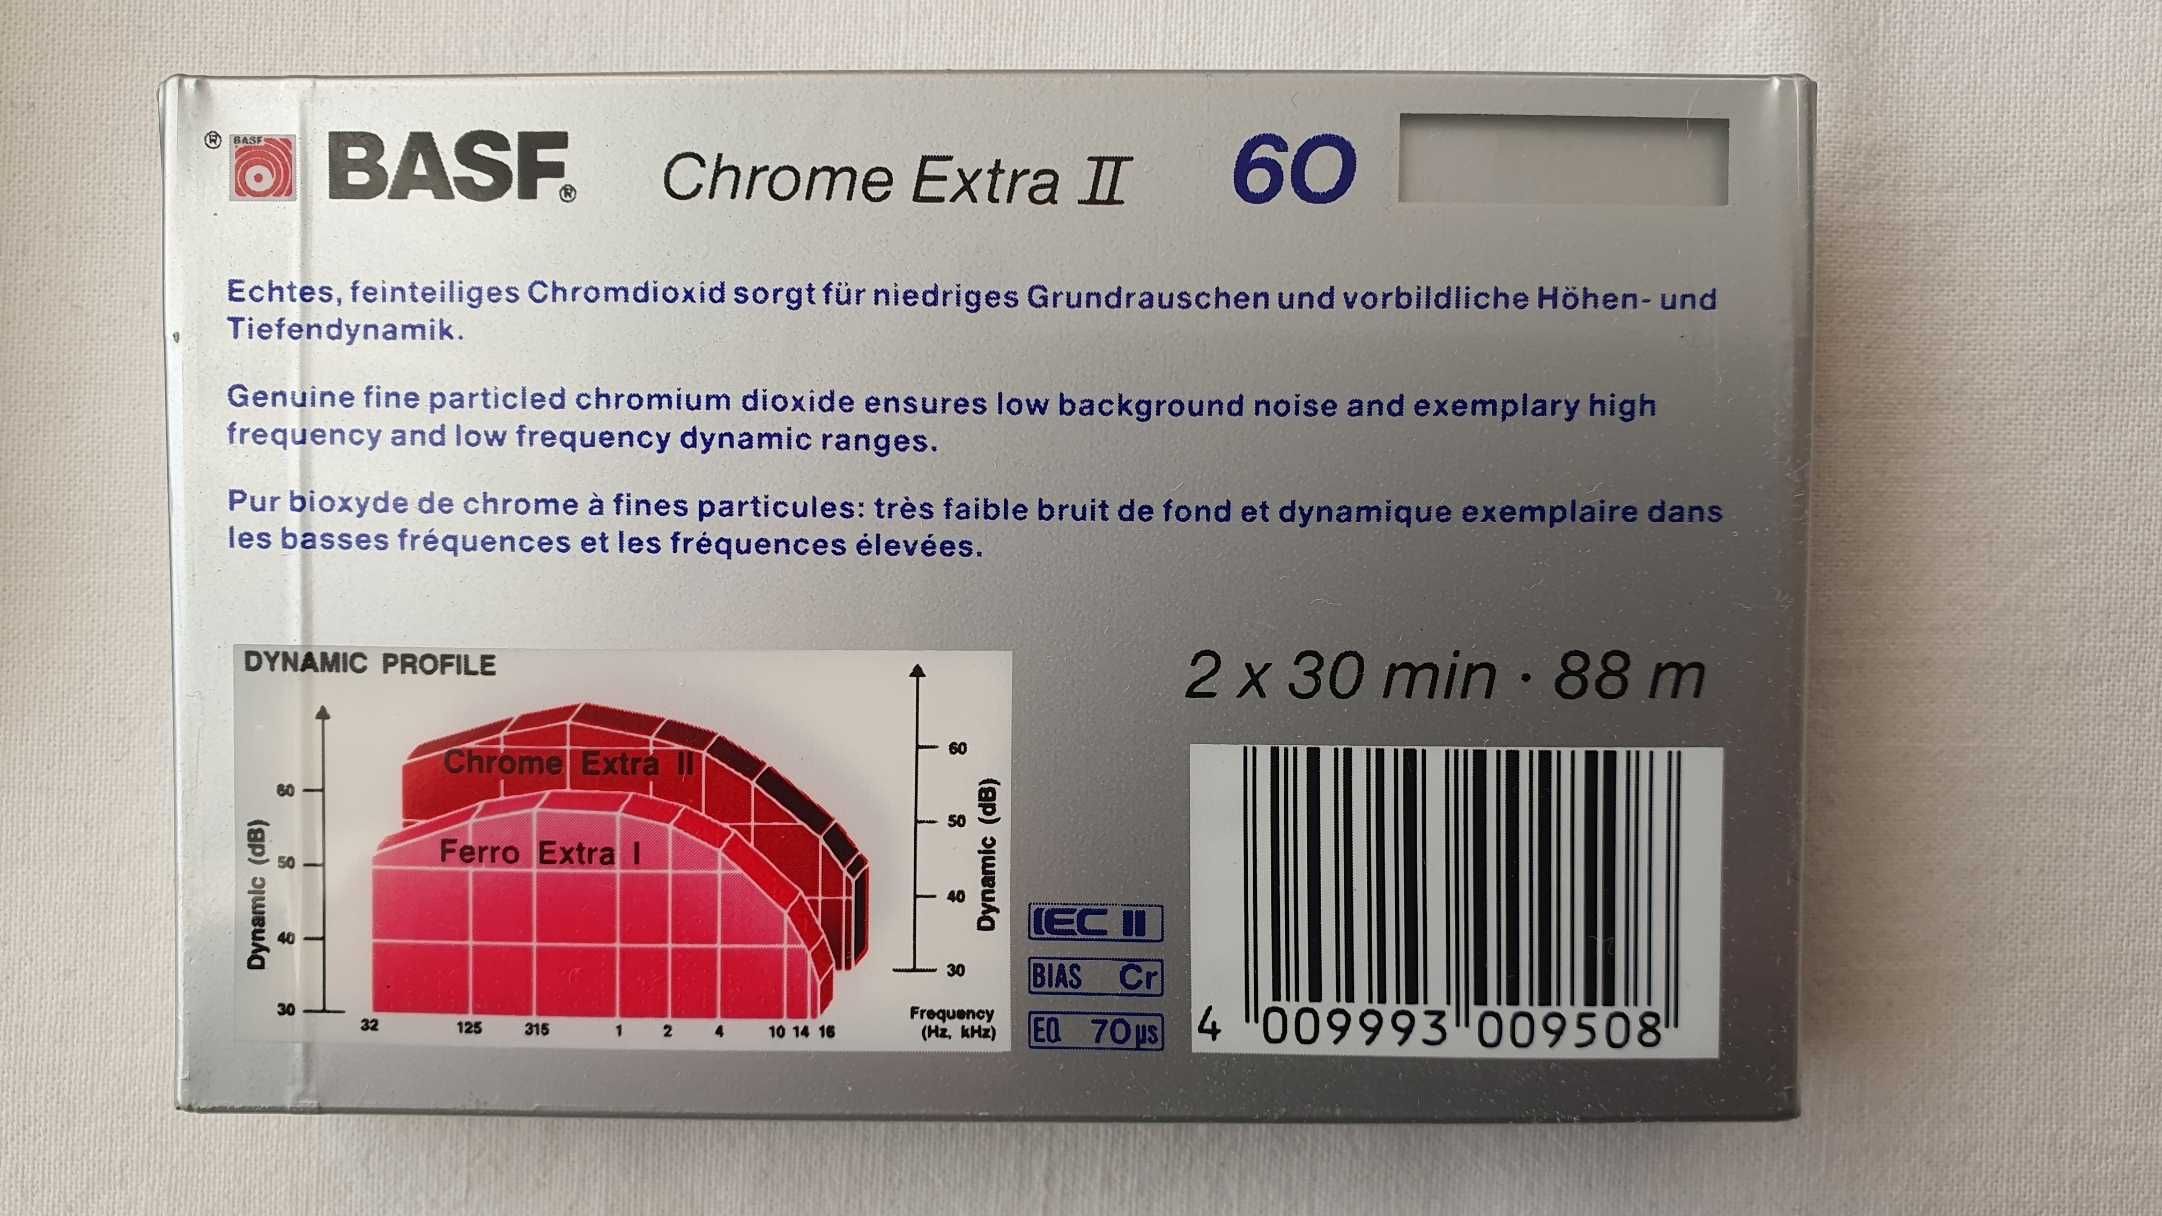 ® BASF BASF® Chrome Extra II 60
Echtes, feinteiliges Chromdioxid sorgt für niedriges Grundrauschen und vorbildliche Höhen- und
Tiefendynamik.
Genuine fine particled chromium dioxide ensures low background noise and exemplary high
frequency and low frequency dynamic ranges.
Pur bioxyde de chrome à fines particules: très faible bruit de fond et dynamique exemplaire dans
les basses fréquences et les fréquences élevées.
DYNAMIC PROFILE
Chrome Extra II
Ferro Extra I
Dynamic (dB)
60
50
40
30
32 125 315 1 2 4 10 14 16
60
50
40
30
Dynamic (dB)
Frequency
(Hz, kHz)
IEC II
BIAS Cr
EQ 70µs
2 x 30 min · 88 m
4 009993 009508